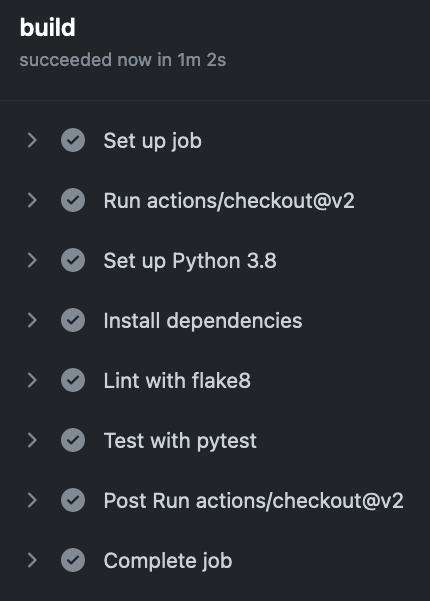 build
succeeded now in 1m 2s
Set up job
Run actions/checkout@v2
Set up Python 3.8
Install dependencies
Lint with flake8
Test with pytest
Post Run actions/checkout@v2
Complete job